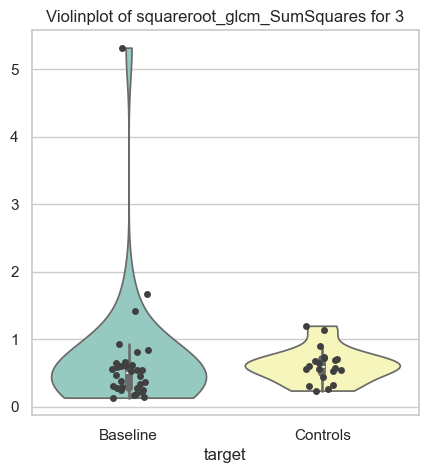 Violinplot of squareroot_glcm_SumSquares for 3
5
4
3
2
1
0
Baseline
Controls
target